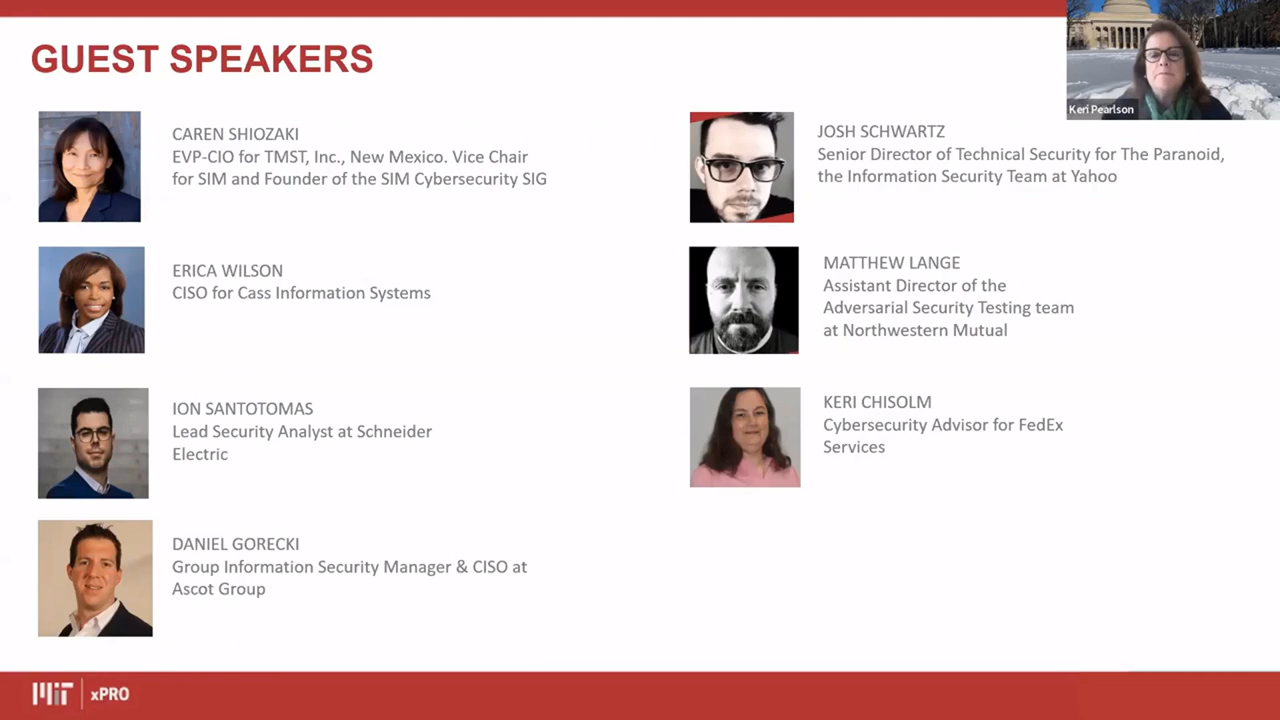 GUEST SPEAKERS
Keri Pearlson
CAREN SHIOZAKI
EVP-CIO for TMST, Inc., New Mexico. Vice Chair
for SIM and Founder of the SIM Cybersecurity SIG
ERICA WILSON
CISO for Cass Information Systems
ION SANTOTOMAS
Lead Security Analyst at Schneider
Electric
DANIEL GORECKI
Group Information Security Manager & CISO at
Ascot Group
JOSH SCHWARTZ
Senior Director of Technical Security for The Paranoid,
the Information Security Team at Yahoo
MATTHEW LANGE
Assistant Director of the
Adversarial Security Testing team
at Northwestern Mutual
KERI CHISOLM
Cybersecurity Advisor for FedEx
Services
MIT xPRO